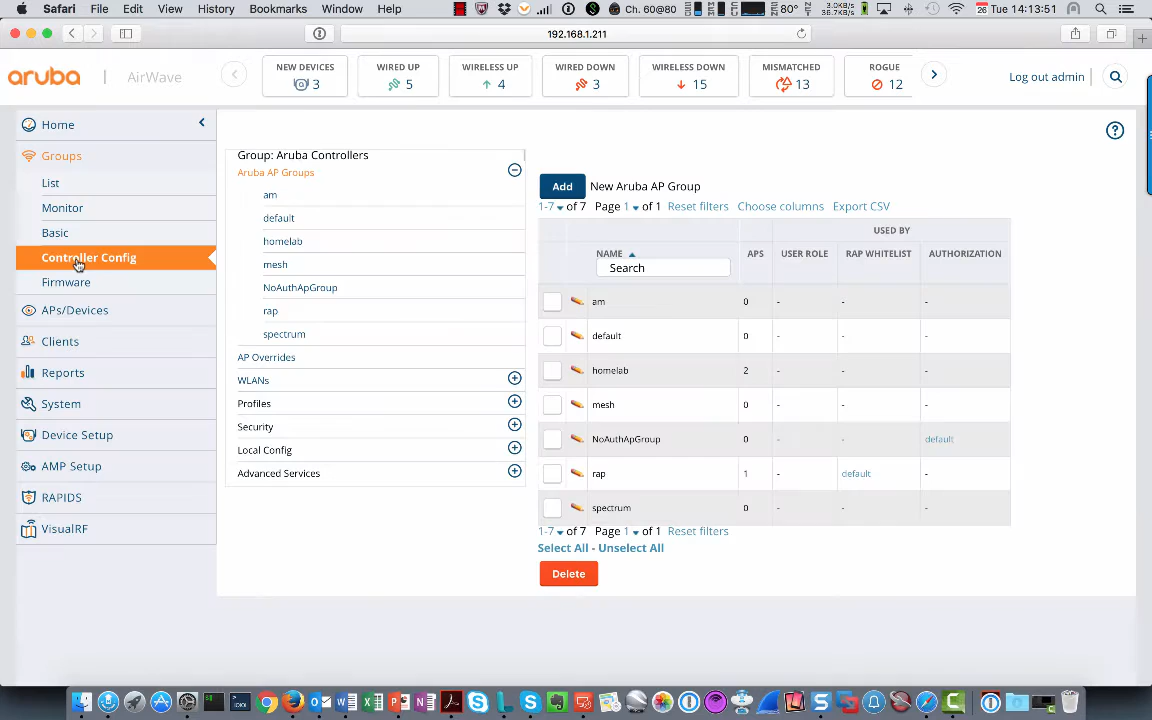 Safari File Edit View History Bookmarks Window Help Ch. 60@80 80° 3.0KB/s 36.7KB/s 26 Tue 14:13:51
192.168.1.211
aruba | AirWave
NEW DEVICES 3
WIRED UP 5
WIRELESS UP 4
WIRED DOWN 3
WIRELESS DOWN 15
MISMATCHED 13
ROGUE 12
Log out admin
Home
Groups
List
Monitor
Basic
Controller Config
Firmware
APs/Devices
Clients
Reports
System
Device Setup
AMP Setup
RAPIDS
VisualRF
Group: Aruba Controllers
Aruba AP Groups
am
default
homelab
mesh
NoAuthApGroup
rap
spectrum
AP Overrides
WLANs
Profiles
Security
Local Config
Advanced Services
Add New Aruba AP Group
1-7 of 7 Page 1 of 1 Reset filters Choose columns Export CSV
USED BY
NAME APS USER ROLE RAP WHITELIST AUTHORIZATION
Search
am 0 - - -
default 0 - - -
homelab 2 - - -
mesh 0 - - -
NoAuthApGroup 0 - - default
rap 1 - default -
spectrum 0 - - -
1-7 of 7 Page 1 of 1 Reset filters
Select All - Unselect All
Delete